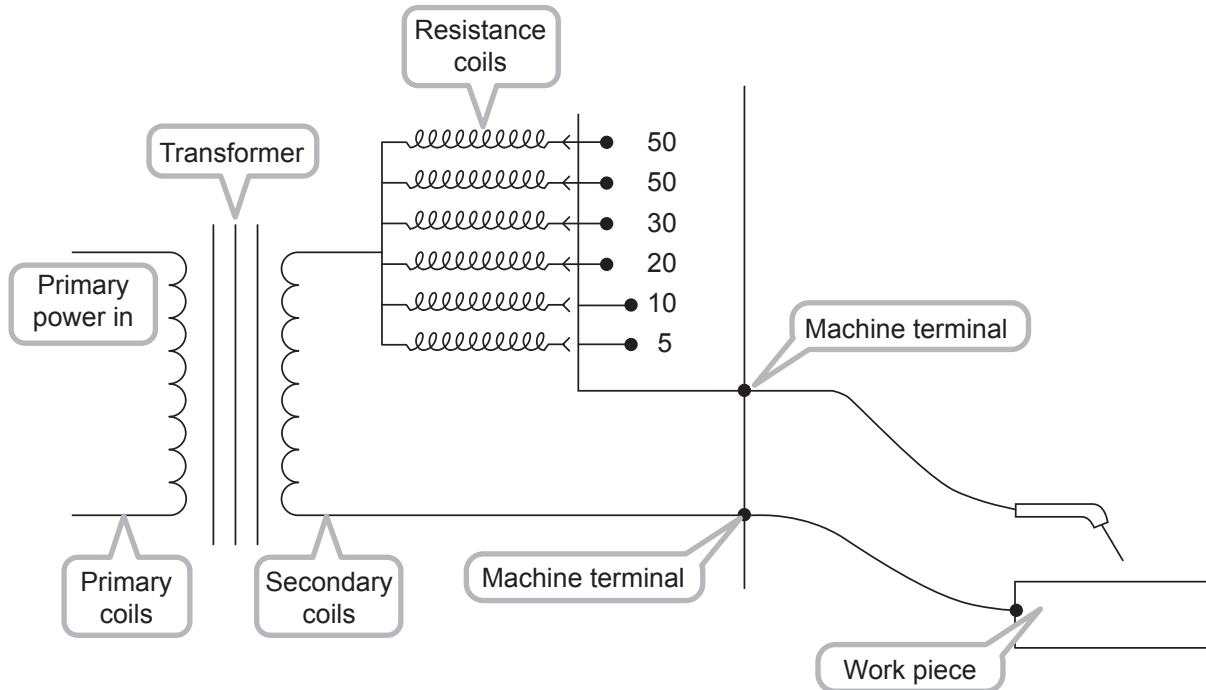 Resistance
coils
Transformer
50
50
30
20
10
5
Primary
power in
Machine terminal
Primary
coils
Secondary
coils
Machine terminal
Work piece